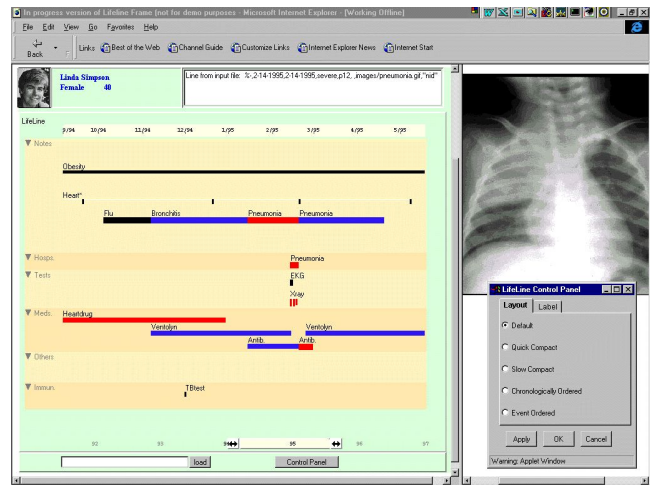 In progress version of Lifeline Frame (not for demo purposes - Microsoft Internet Explorer - [Working Offline]
File Edit View Go Favorites Help
Back
Links Best of the Web Channel Guide Customize Links Internet Explorer News Internet Start
Linda Simpson
Female 40
Line from input file: %-,2-14-1995,2-14-1995,severe,p12, ,images/pneumonia.gif,"nid"
LifeLine
9/94 10/94 11/94 12/94 1/95 2/95 3/95 4/95 5/95
Notes
Obesity
Heart*
Flu Bronchitis Pneumonia Pneumonia
Hosps. Pneumonia
Tests EKG
Xray
Meds. Heartdrug
Ventolyn Ventolyn
Antib. Antib.
Others
Immun. TBtest
92 93 94 95 96 97
load Control Panel
LifeLine Control Panel
Layout Label
Default
Quick Compact
Slow Compact
Chronologically Ordered
Event Ordered
Apply OK Cancel
Warning: Applet Window